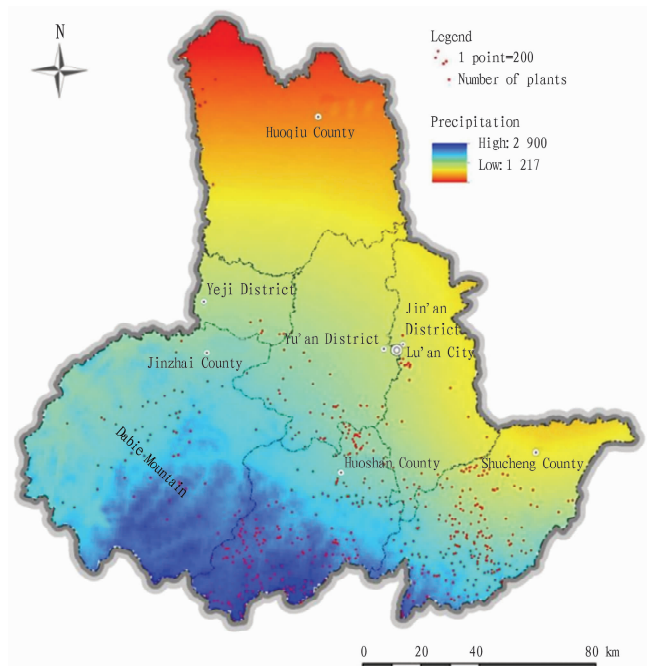 N
Legend
1 point-200
Number of plants
Precipitation
High:2 900
Low:1 217
Huoqiu County
Yeji District
Jin'an
District
Yu'an District
Lu'an City
Jinzhai County
Dabie Mountain
Huoshan County
Shucheng County
0 20 40 80 km